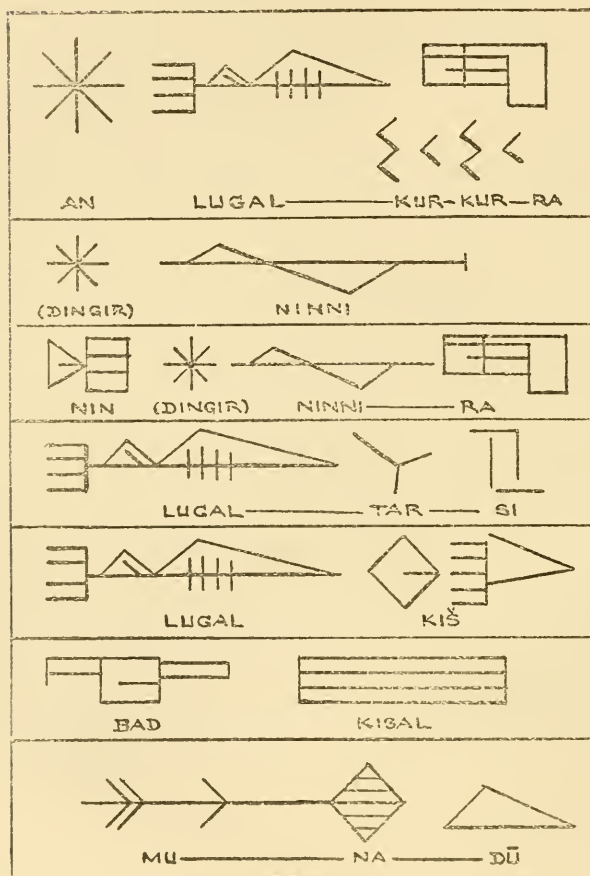 AN LUGAL—KUR-KUR—RA
(DINGIR) NINNI
NIN (DINGIR) NINNI—RA
LUGAL—TAR—SI
LUGAL KIŠ
BAD KISAL
MU—NA—DŪ